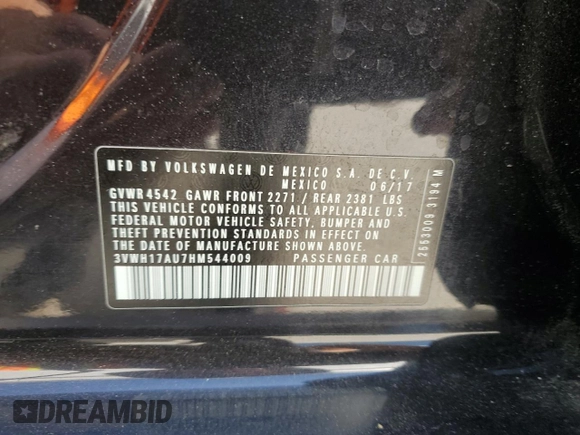 MFD BY VOLKSWAGEN DE MEXICO S.A. DE C.V.
MEXICO 06/17
GVWR 4542 GAWR FRONT 2271 / REAR 2381 LBS
THIS VEHICLE CONFORMS TO ALL APPLICABLE U.S.
FEDERAL MOTOR VEHICLE SAFETY, BUMPER AND
THEFT PREVENTION STANDARDS IN EFFECT ON THE
DATE OF MANUFACTURE SHOWN ABOVE.
3VWH17AU7HM544009 PASSENGER CAR
2553009 3194 M
DREAMBID